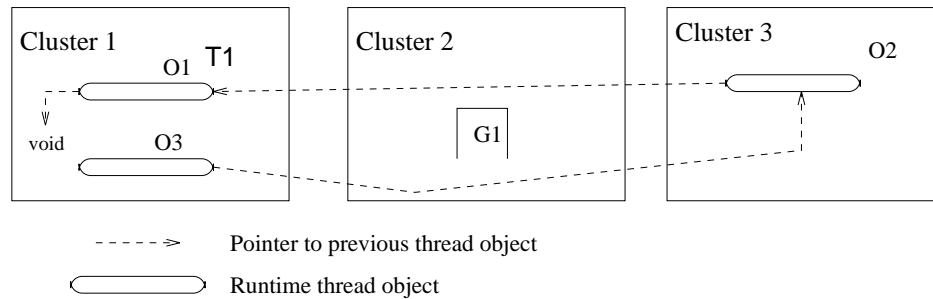 Cluster 1
T1
O1
void
O3
Cluster 2
G1
Cluster 3
O2
Pointer to previous thread object
Runtime thread object